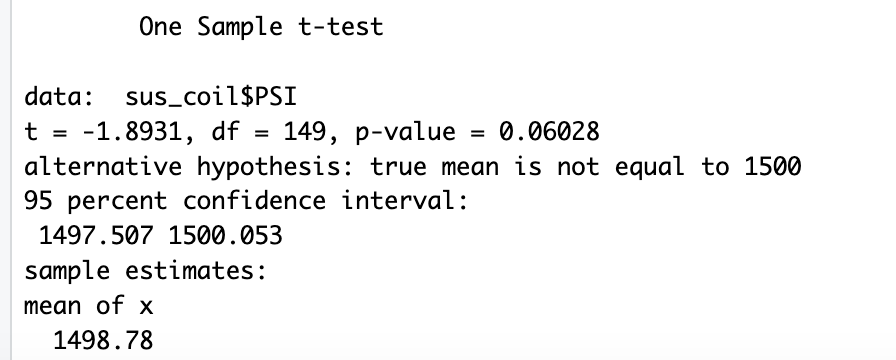 One Sample t-test
data: sus_coil$PSI
t = -1.8931, df = 149, p-value = 0.06028
alternative hypothesis: true mean is not equal to 1500
95 percent confidence interval:
1497.507 1500.053
sample estimates:
mean of x
1498.78